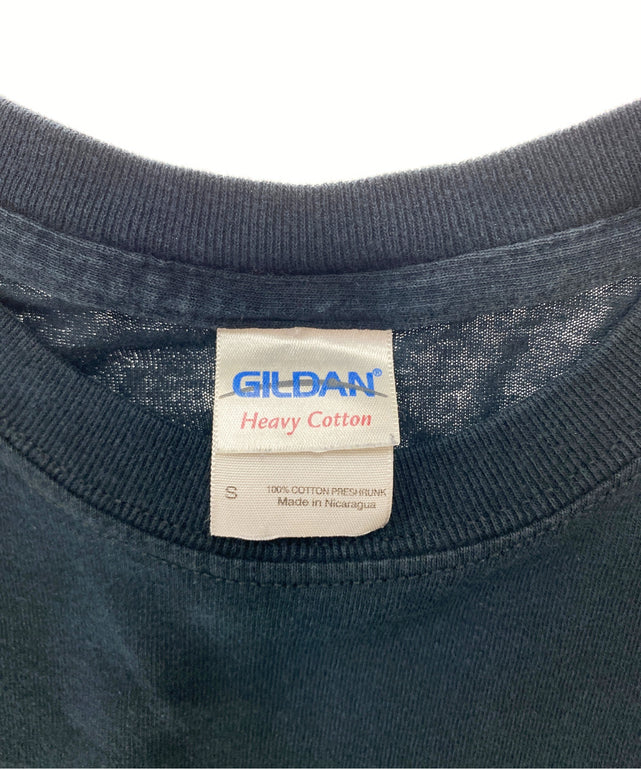 GILDAN®
Heavy Cotton
S
100% COTTON PRESHRUNK
Made in Nicaragua